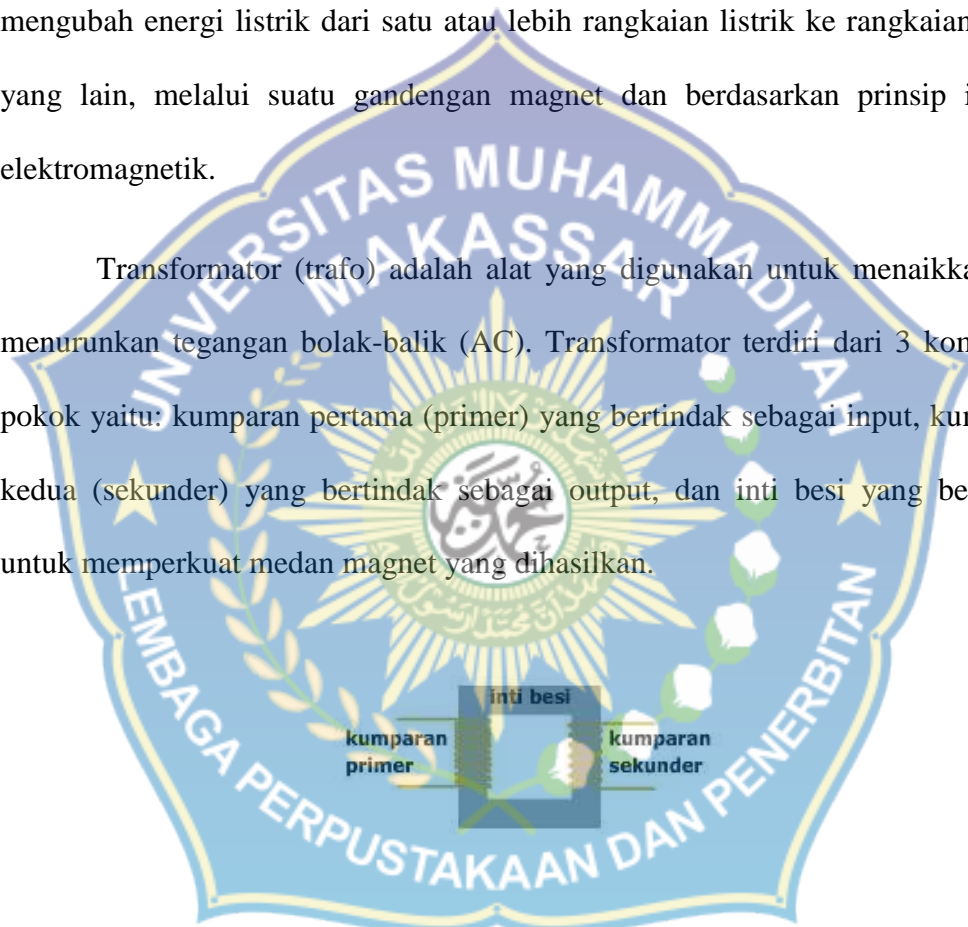 mengubah energi listrik dari satu atau lebih rangkaian listrik ke rangkaian
yang lain, melalui suatu gandengan magnet dan berdasarkan prinsip i
elektromagnetik.
UNIVERSITAS MUHAMMADIYAH
MAKASSAR
Transformator (trafo) adalah alat yang digunakan untuk menaikka
menurunkan tegangan bolak-balik (AC). Transformator terdiri dari 3 kom
pokok yaitu: kumparan pertama (primer) yang bertindak sebagai input, kum
kedua (sekunder) yang bertindak sebagai output, dan inti besi yang be
untuk memperkuat medan magnet yang dihasilkan.
inti besi
kumparan
primer
kumparan
sekunder
LEMBAGA PERPUSTAKAAN DAN PENERBITAN